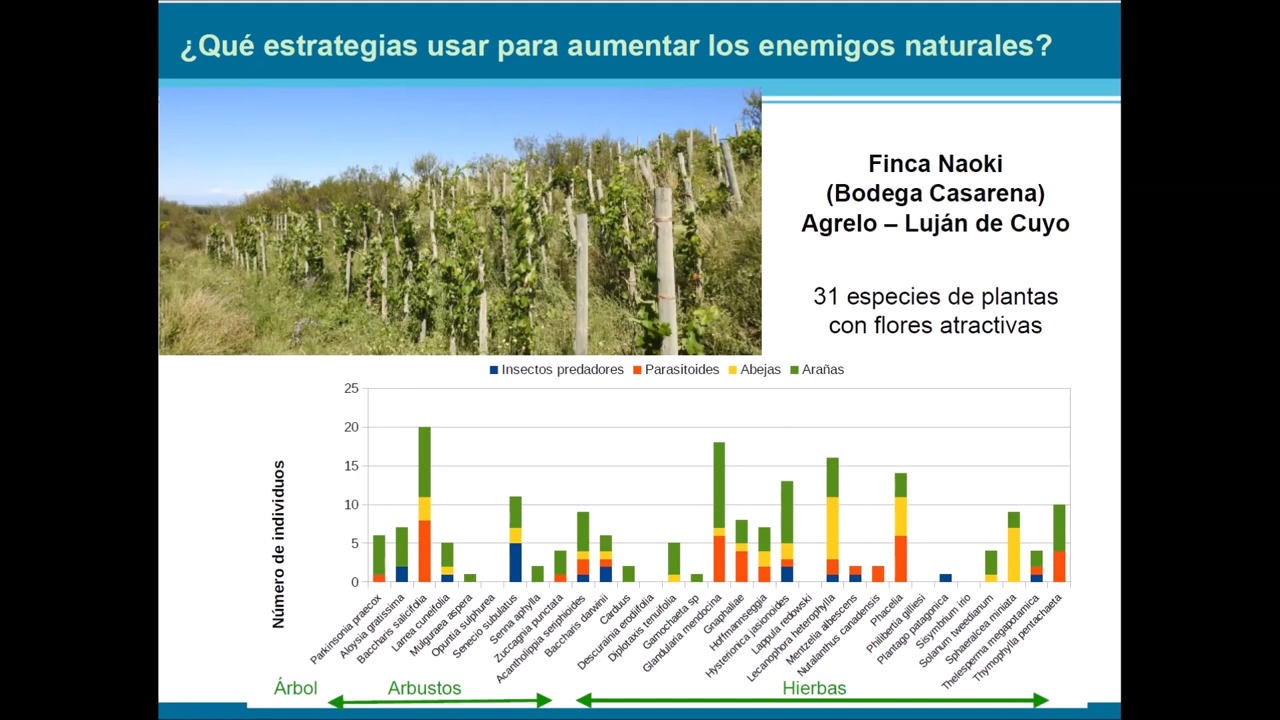 ¿Qué estrategias usar para aumentar los enemigos naturales?
Finca Naoki
(Bodega Casarena)
Agrelo – Luján de Cuyo
31 especies de plantas
con flores atractivas
Insectos predadores Parasitoides Abejas Arañas
25
20
15
10
5
0
Número de individuos
Parkinsonia praecox
Aloysia gratissima
Baccharis salicifolia
Larrea cuneifolia
Mulguraea aspera
Opuntia sulphurea
Senecio subulatus
Senna aphylla
Zuccagnia punctata
Acantholippia seriphioides
Baccharis darwinii
Carduus
Descurainia erodiifolia
Diplotaxis tenuifolia
Gamochaeta sp
Glandularia mendocina
Gnaphaliae
Hoffmannseggia
Hysterionica jasionoides
Lappula redowski
Lecanophora heterophylla
Mentzelia albescens
Nutalanthus canadensis
Phacelia
Philibertia gilliesi
Plantago patagonica
Sisymbrium irio
Solanum tweedianum
Sphaeralcea miniata
Thelesperma megapotamica
Thymophylla pentachaeta
Árbol Arbustos Hierbas